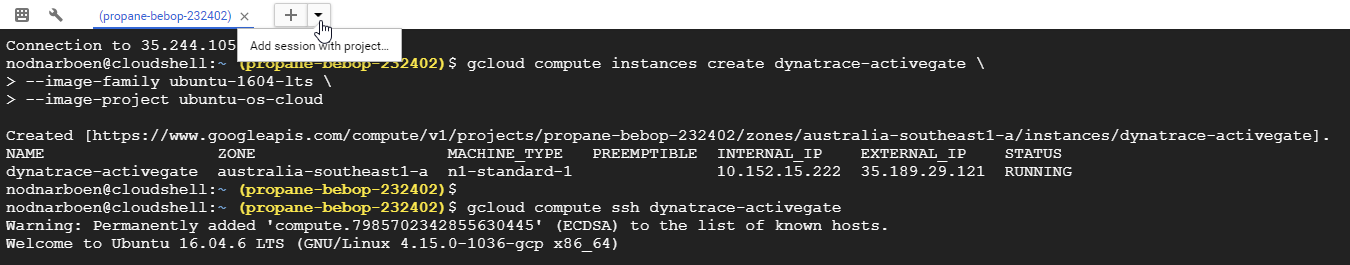 (propane-bebop-232402) ×
Add session with project...
Connection to 35.244.105
nodnarboen@cloudshell:~ (propane-bebop-232402)$ gcloud compute instances create dynatrace-activegate \
> --image-family ubuntu-1604-lts \
> --image-project ubuntu-os-cloud
Created [https://www.googleapis.com/compute/v1/projects/propane-bebop-232402/zones/australia-southeast1-a/instances/dynatrace-activegate].
NAME ZONE MACHINE_TYPE PREEMPTIBLE INTERNAL_IP EXTERNAL_IP STATUS
dynatrace-activegate australia-southeast1-a n1-standard-1 10.152.15.222 35.189.29.121 RUNNING
nodnarboen@cloudshell:~ (propane-bebop-232402)$
nodnarboen@cloudshell:~ (propane-bebop-232402)$ gcloud compute ssh dynatrace-activegate
Warning: Permanently added 'compute.7985702342855630445' (ECDSA) to the list of known hosts.
Welcome to Ubuntu 16.04.6 LTS (GNU/Linux 4.15.0-1036-gcp x86_64)